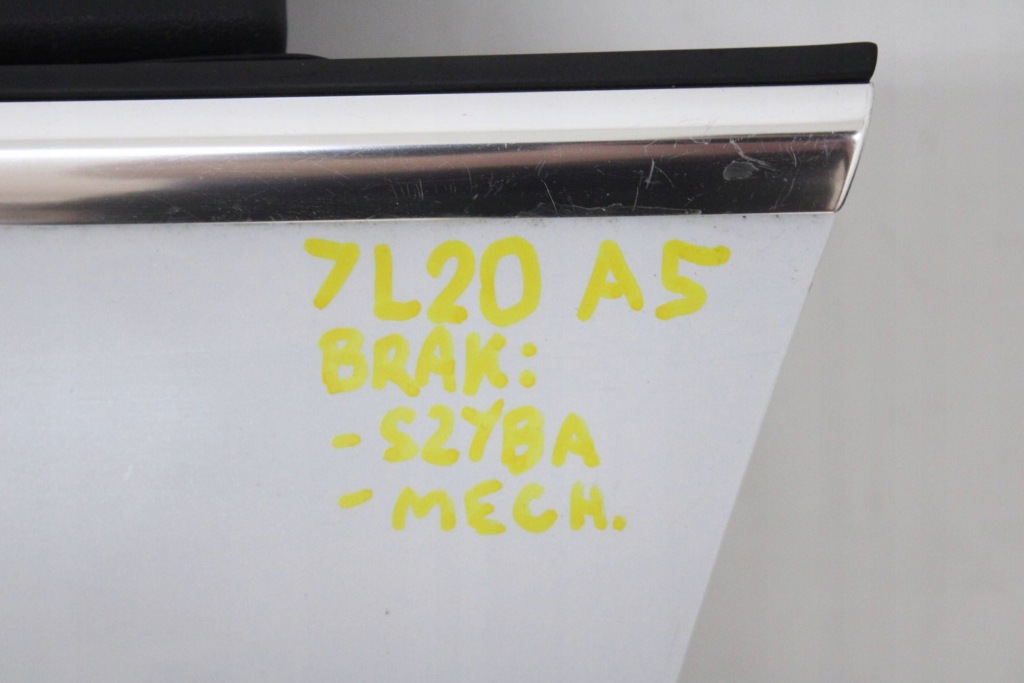 7L20 A5
BRAK:
- SZYBA
- MECH.